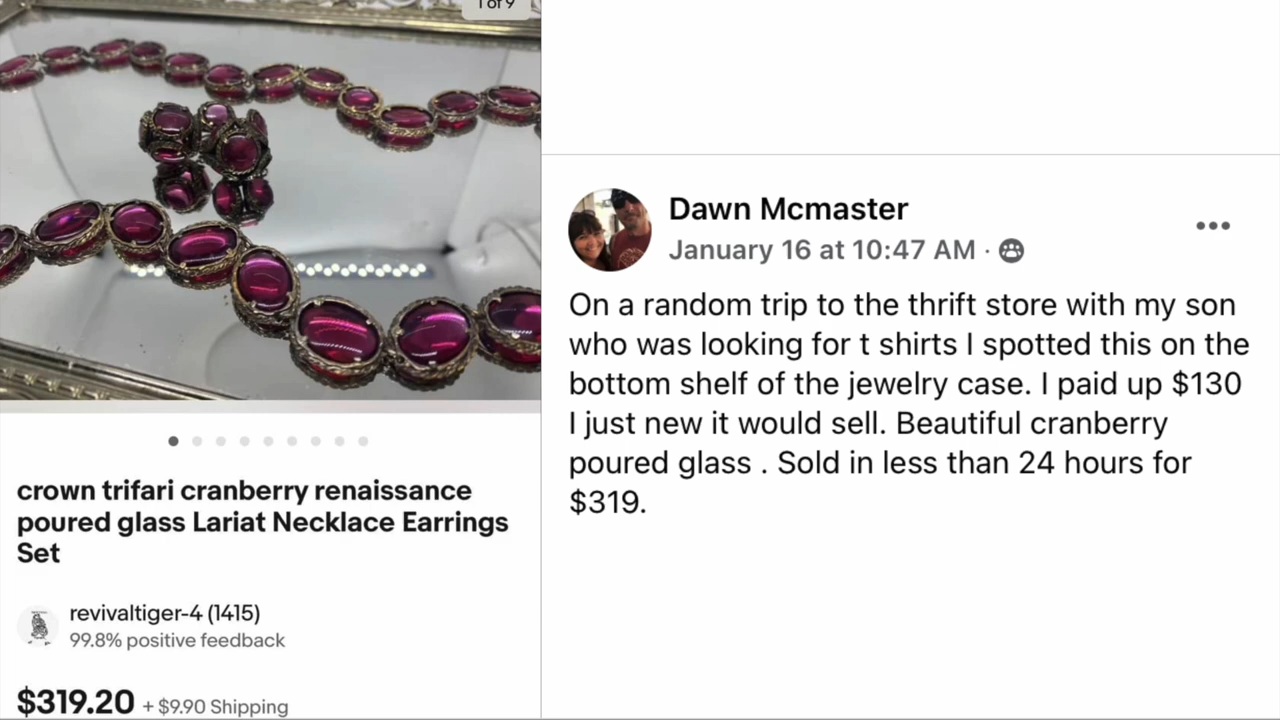 1 of 9
crown trifari cranberry renaissance
poured glass Lariat Necklace Earrings
Set
revivaltiger-4 (1415)
99.8% positive feedback
$319.20 + $9.90 Shipping
Dawn Mcmaster
January 16 at 10:47 AM ·
On a random trip to the thrift store with my son
who was looking for t shirts I spotted this on the
bottom shelf of the jewelry case. I paid up $130
I just new it would sell. Beautiful cranberry
poured glass . Sold in less than 24 hours for
$319.